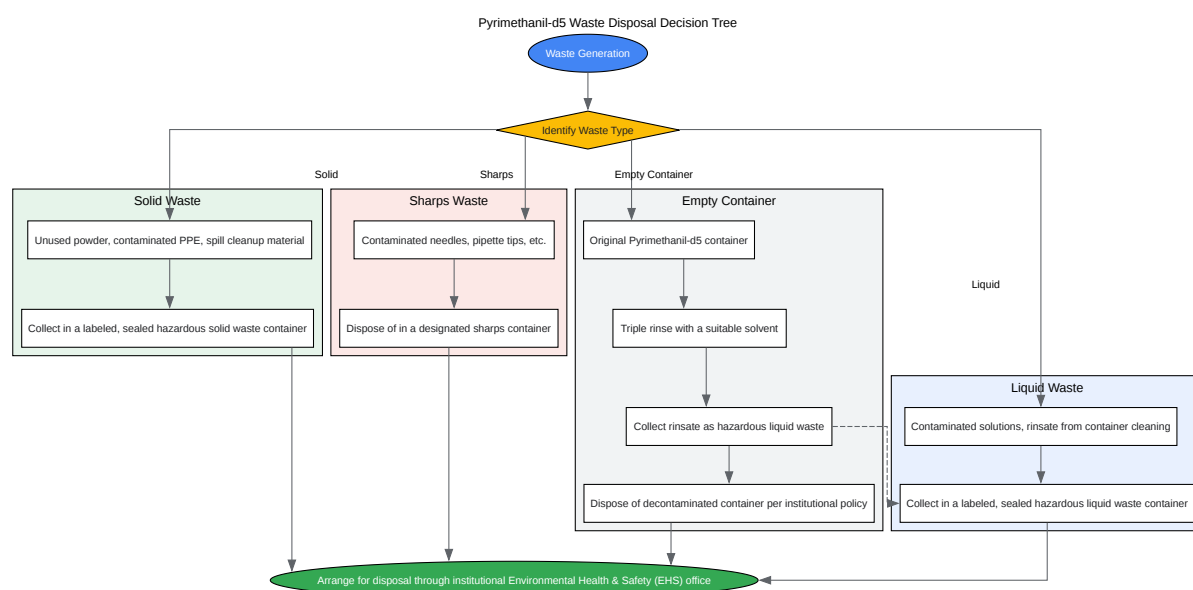 Pyrimethanil-d5 Waste Disposal Decision Tree
Waste Generation
Identify Waste Type
Solid
Sharps
Empty Container
Liquid
Solid Waste
Unused powder, contaminated PPE, spill cleanup material
Collect in a labeled, sealed hazardous solid waste container
Sharps Waste
Contaminated needles, pipette tips, etc.
Dispose of in a designated sharps container
Empty Container
Original Pyrimethanil-d5 container
Triple rinse with a suitable solvent
Collect rinsate as hazardous liquid waste
Dispose of decontaminated container per institutional policy
Liquid Waste
Contaminated solutions, rinsate from container cleaning
Collect in a labeled, sealed hazardous liquid waste container
Arrange for disposal through institutional Environmental Health & Safety (EHS) office